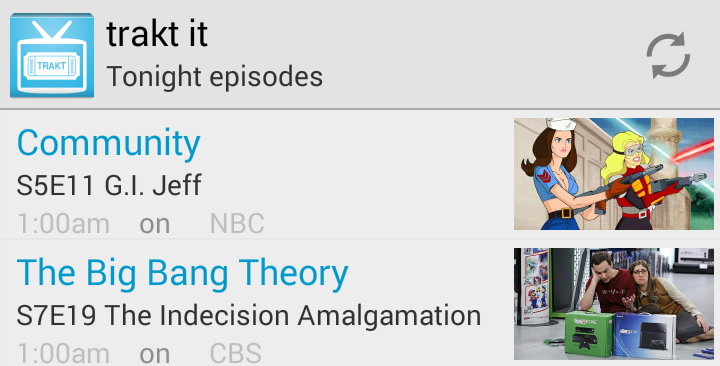 TRAKT
trakt it
Tonight episodes
Community
S5E11 G.I. Jeff
1:00am on NBC
The Big Bang Theory
S7E19 The Indecision Amalgamation
1:00am on CBS